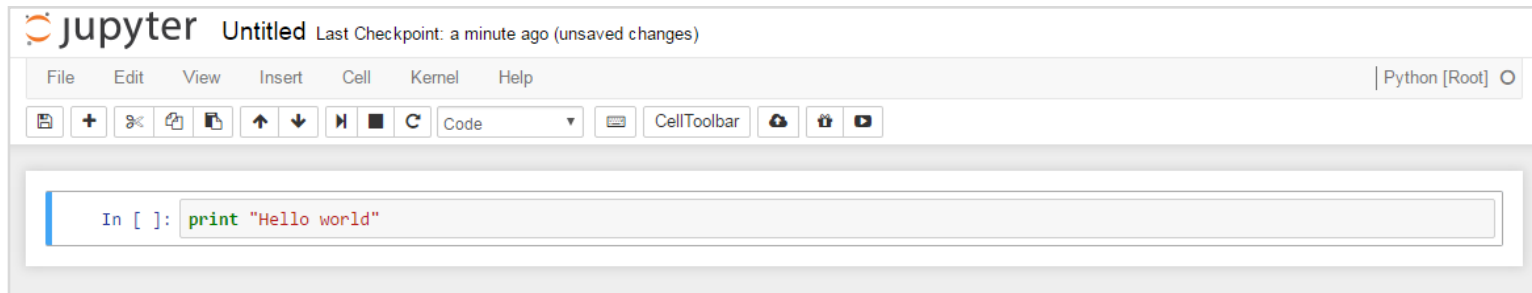 jupyter Untitled Last Checkpoint: a minute ago (unsaved changes)
File Edit View Insert Cell Kernel Help Python [Root]
Code CellToolbar
In [ ]: print "Hello world"